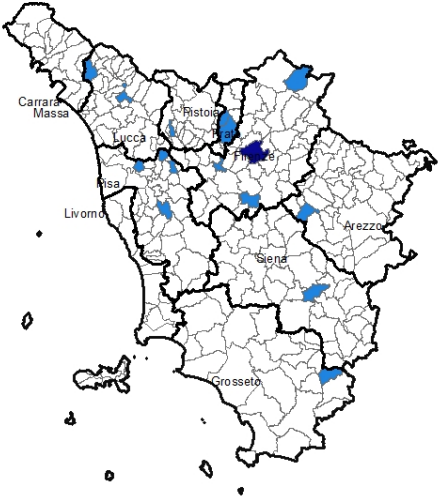 Carrara
Massa
Pistoia
Prato
Lucca
Firenze
Pisa
Livorno
Arezzo
Siena
Grosseto